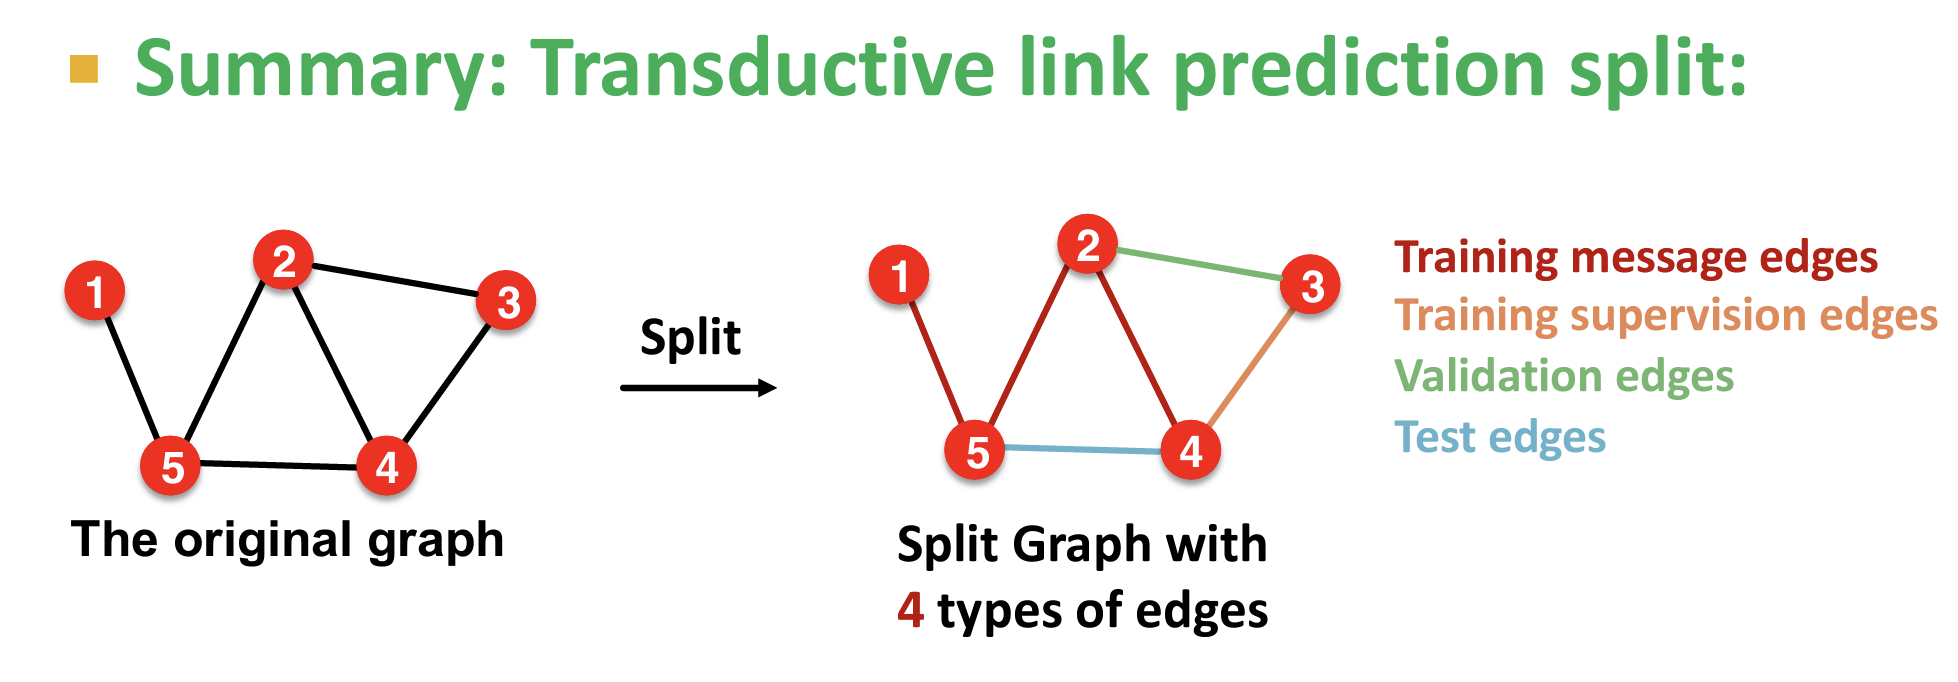 Summary: Transductive link prediction split:
1
2
3
5
4
The original graph
Split
1
2
3
5
4
Split Graph with
4 types of edges
Training message edges
Training supervision edges
Validation edges
Test edges